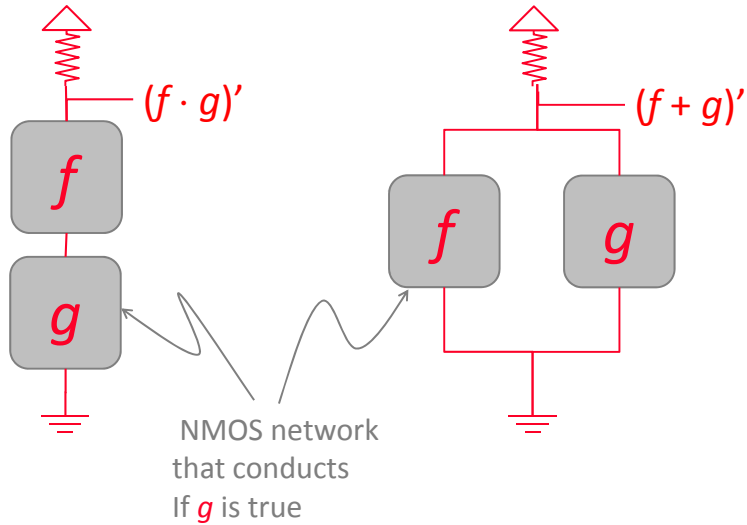 (f · g)’
f
g
(f + g)’
f
g
NMOS network
that conducts
If g is true